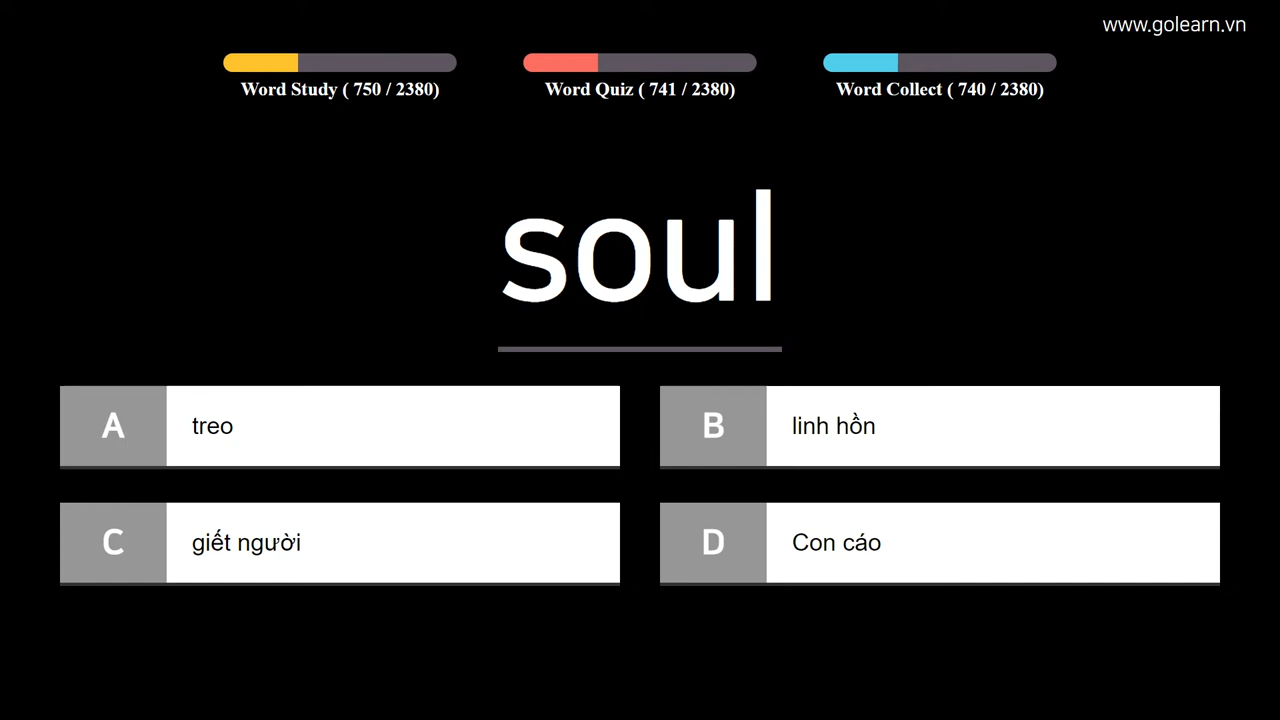 www.golearn.vn
Word Study ( 750 / 2380)
Word Quiz ( 741 / 2380)
Word Collect ( 740 / 2380)
soul
A treo
B linh hồn
C giết người
D Con cáo